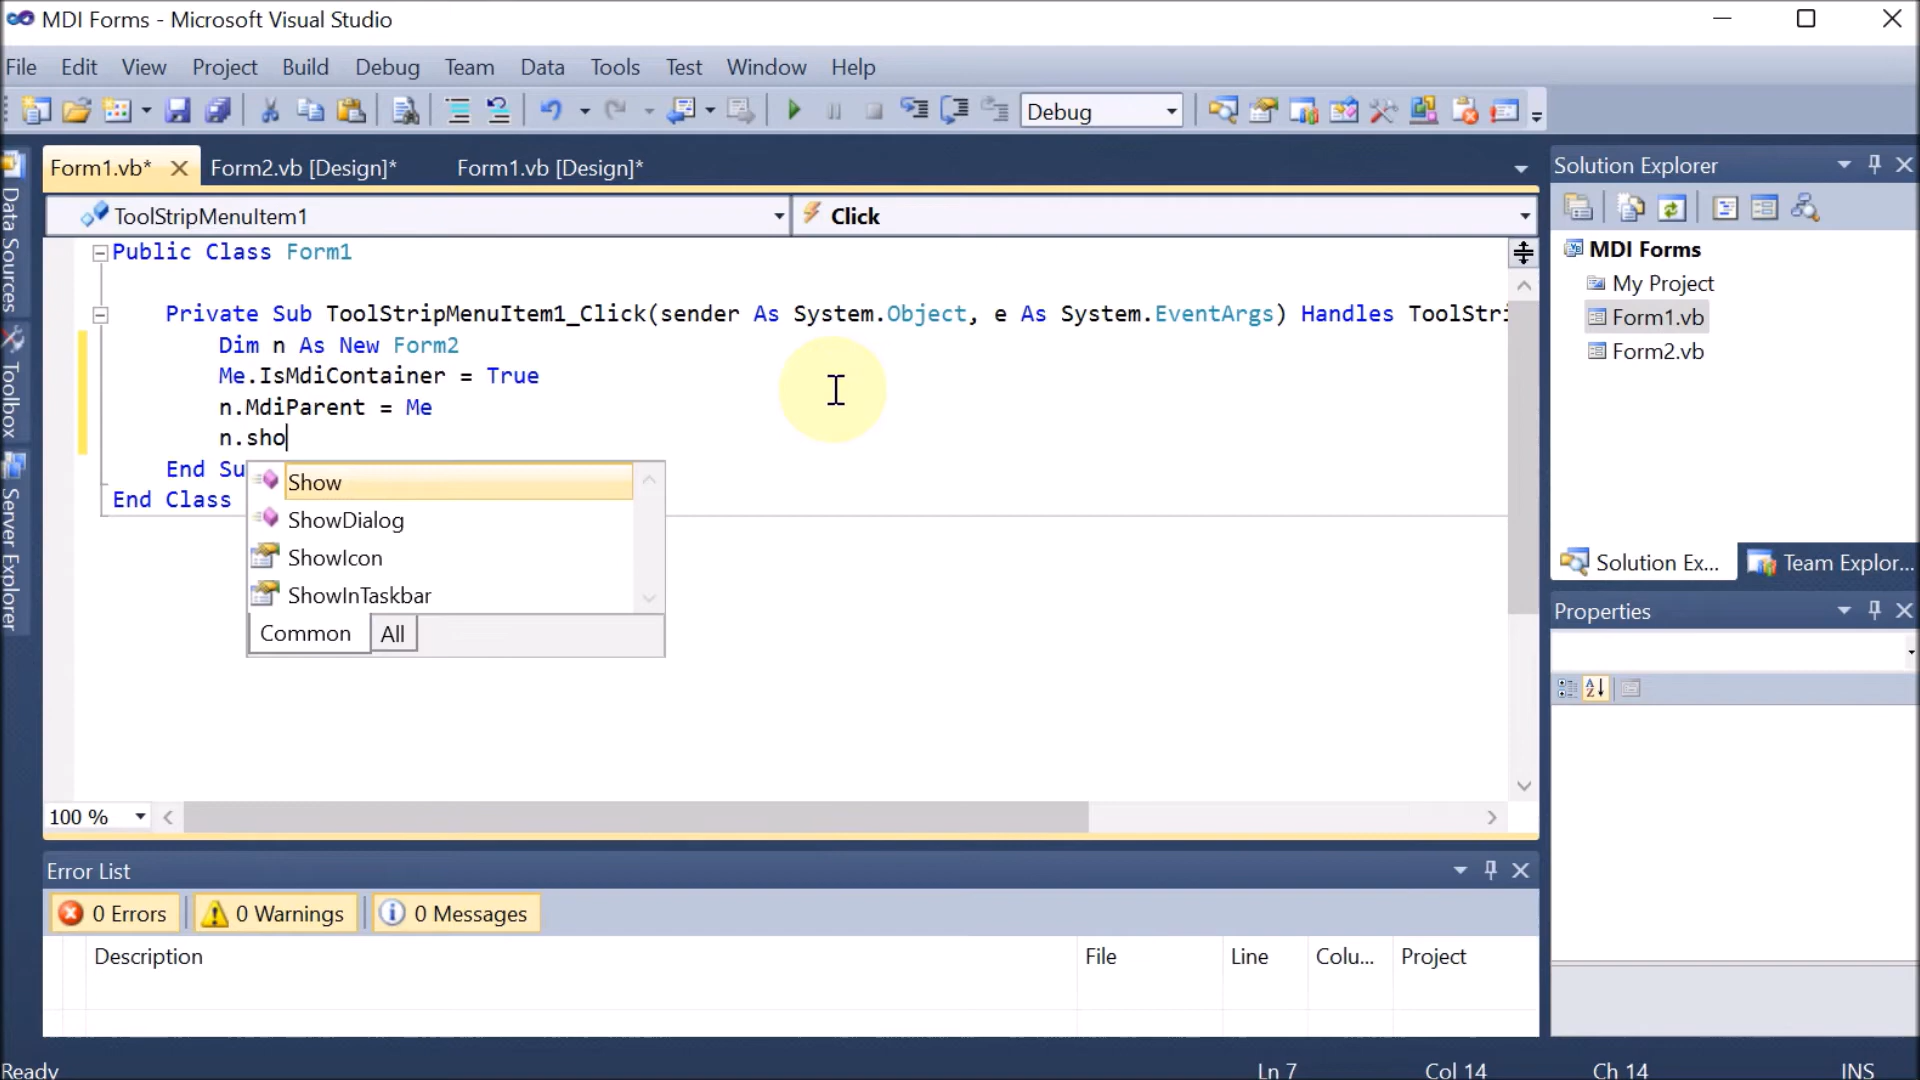 MDI Forms - Microsoft Visual Studio
File Edit View Project Build Debug Team Data Tools Test Window Help
Debug
Form1.vb* Form2.vb [Design]* Form1.vb [Design]*
ToolStripMenuItem1 Click
Public Class Form1
Private Sub ToolStripMenuItem1_Click(sender As System.Object, e As System.EventArgs) Handles ToolStri
Dim n As New Form2
Me.IsMdiContainer = True
n.MdiParent = Me
n.sho
End Su
End Class
Show
ShowDialog
ShowIcon
ShowInTaskbar
Common All
100 %
Data Sources
Toolbox
Server Explorer
Solution Explorer
MDI Forms
My Project
Form1.vb
Form2.vb
Solution Ex... Team Explor...
Properties
Error List
0 Errors 0 Warnings 0 Messages
Description File Line Colu... Project
Ready Ln 7 Col 14 Ch 14 INS